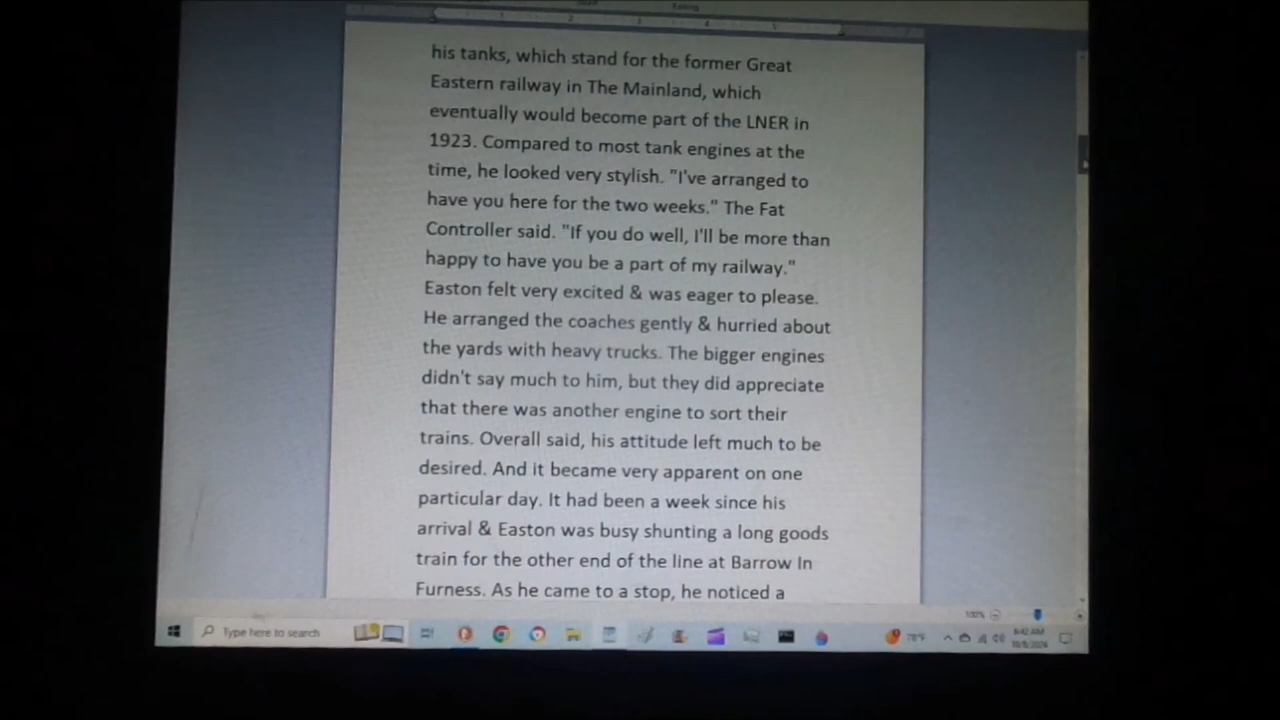 his tanks, which stand for the former Great
Eastern railway in The Mainland, which
eventually would become part of the LNER in
1923. Compared to most tank engines at the
time, he looked very stylish. "I've arranged to
have you here for the two weeks." The Fat
Controller said. "If you do well, I'll be more than
happy to have you be a part of my railway."
Easton felt very excited & was eager to please.
He arranged the coaches gently & hurried about
the yards with heavy trucks. The bigger engines
didn't say much to him, but they did appreciate
that there was another engine to sort their
trains. Overall said, his attitude left much to be
desired. And it became very apparent on one
particular day. It had been a week since his
arrival & Easton was busy shunting a long goods
train for the other end of the line at Barrow In
Furness. As he came to a stop, he noticed a
100%
Type here to search
78°F